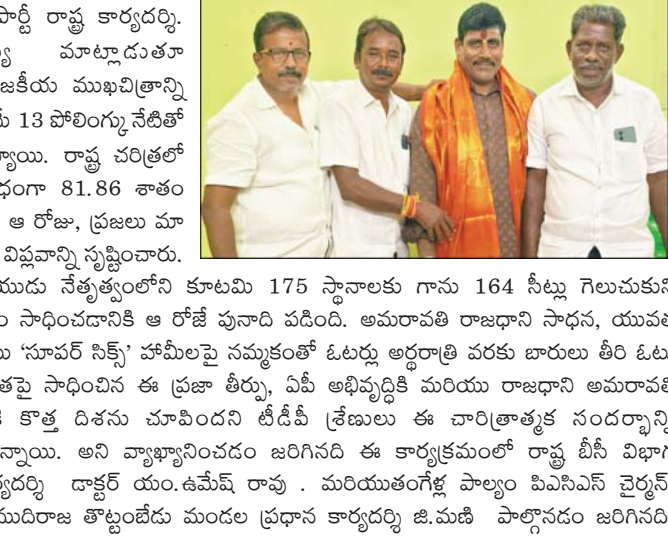 పార్టీ రాష్ట్ర కార్యదర్శి.
మాట్లాడుతూ
జకీయ ముఖచిత్రాన్ని
13 పోలింగ్కు నేటితో
్యాయి. రాష్ట్ర చరిత్రలో
ధంగా 81.86 శాతం
ఆ రోజు, ప్రజలు మా
విప్లవాన్ని సృష్టించారు.
యుడు నేతృత్వంలోని కూటమి 175 స్థానాలకు గాను 164 సీట్లు గెలుచుకుని
సాధించడానికి ఆ రోజే పునాది పడింది. అమరావతి రాజధాని సాధన, యువత
'సూపర్ సిక్స్' హామీలపై నమ్మకంతో ఓటర్లు అర్ధరాత్రి వరకు బారులు తీరి ఓటు
తపై సాధించిన ఈ ప్రజా తీర్పు, ఏపీ అభివృద్ధికి మరియు రాజధాని అమరావతి
కొత్త దిశను చూపిందని టీడీపీ శ్రేణులు ఈ చారిత్రాత్మక సందర్భాన్ని
న్నాయి. అని వ్యాఖ్యానించడం జరిగినది ఈ కార్యక్రమంలో రాష్ట్ర బీసీ విభాగ
ర్యదర్శి డాక్టర్ యం.ఉమేష్ రావు . మరియుతంగేళ్ల పాల్యం పిఎసిఎస్ చైర్మన్
ముదిరాజ తొట్టంబేడు మండల ప్రధాన కార్యదర్శి జి.మణి పాల్గొనడం జరిగినది